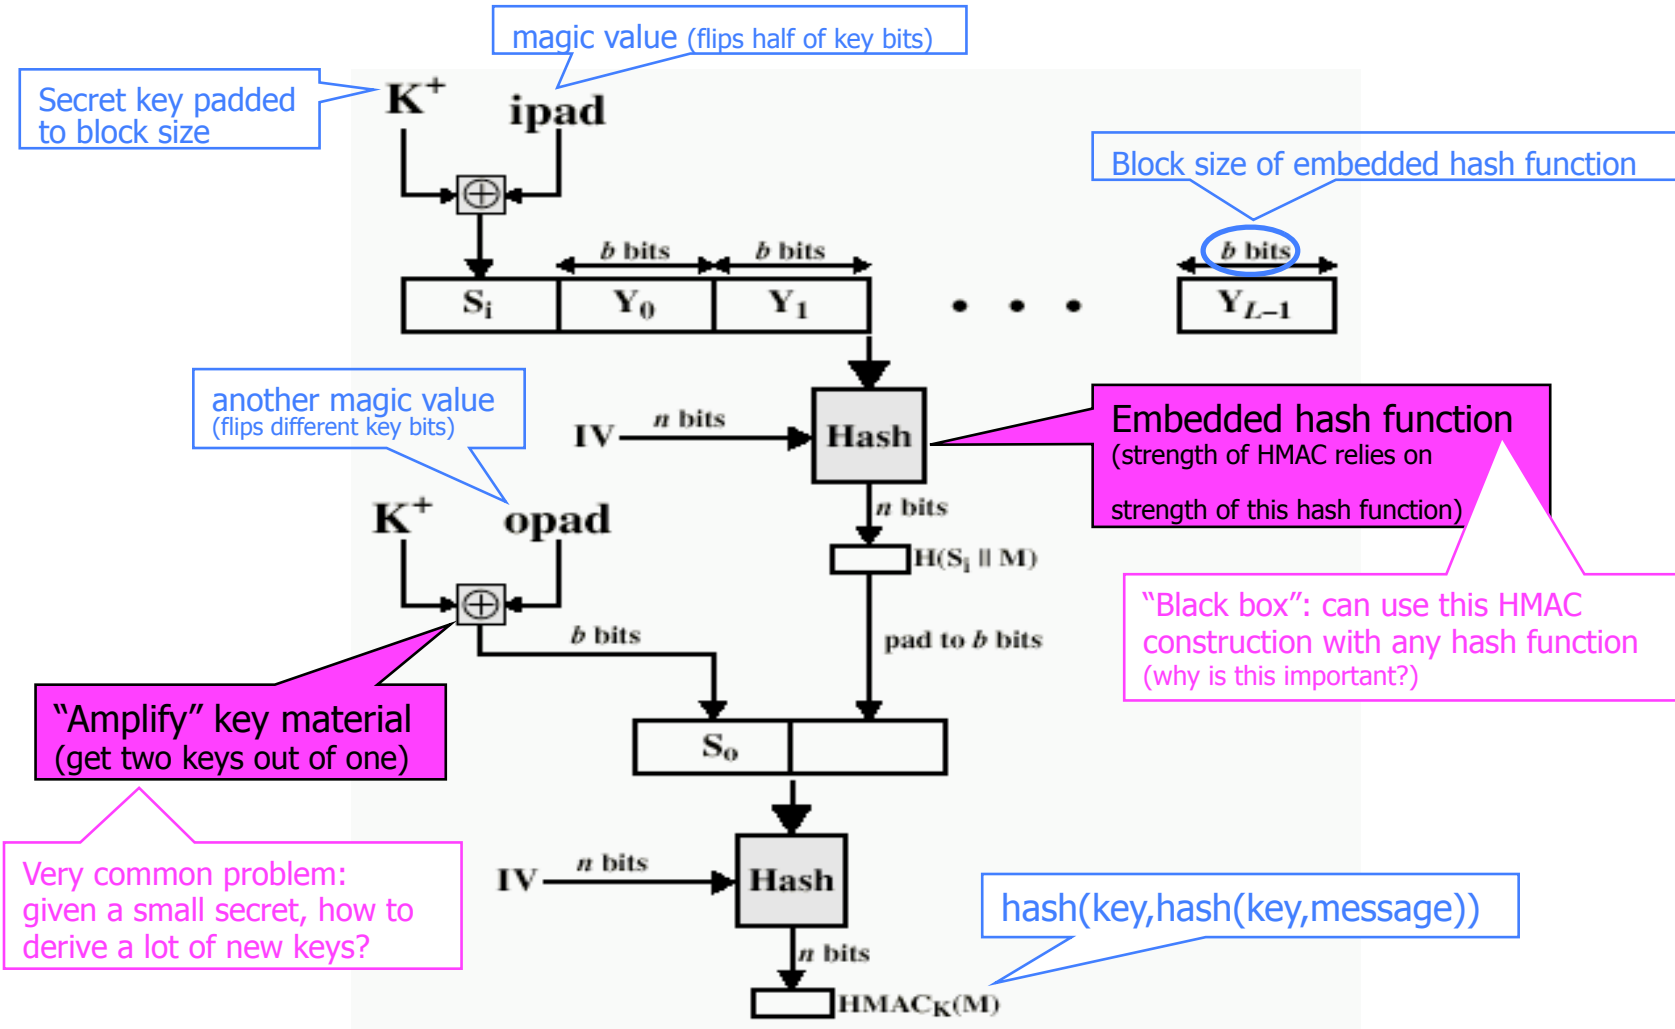 magic value (flips half of key bits)
Secret key padded
to block size
K+
ipad
Block size of embedded hash function
b bits
b bits
b bits
Si
Y0
Y1
• • •
YL−1
another magic value
(flips different key bits)
IV
n bits
Hash
Embedded hash function
(strength of HMAC relies on
strength of this hash function)
n bits
K+
opad
H(Si || M)
"Black box": can use this HMAC
construction with any hash function
(why is this important?)
b bits
pad to b bits
"Amplify" key material
(get two keys out of one)
So
Very common problem:
given a small secret, how to
derive a lot of new keys?
IV
n bits
Hash
hash(key,hash(key,message))
n bits
HMACK(M)